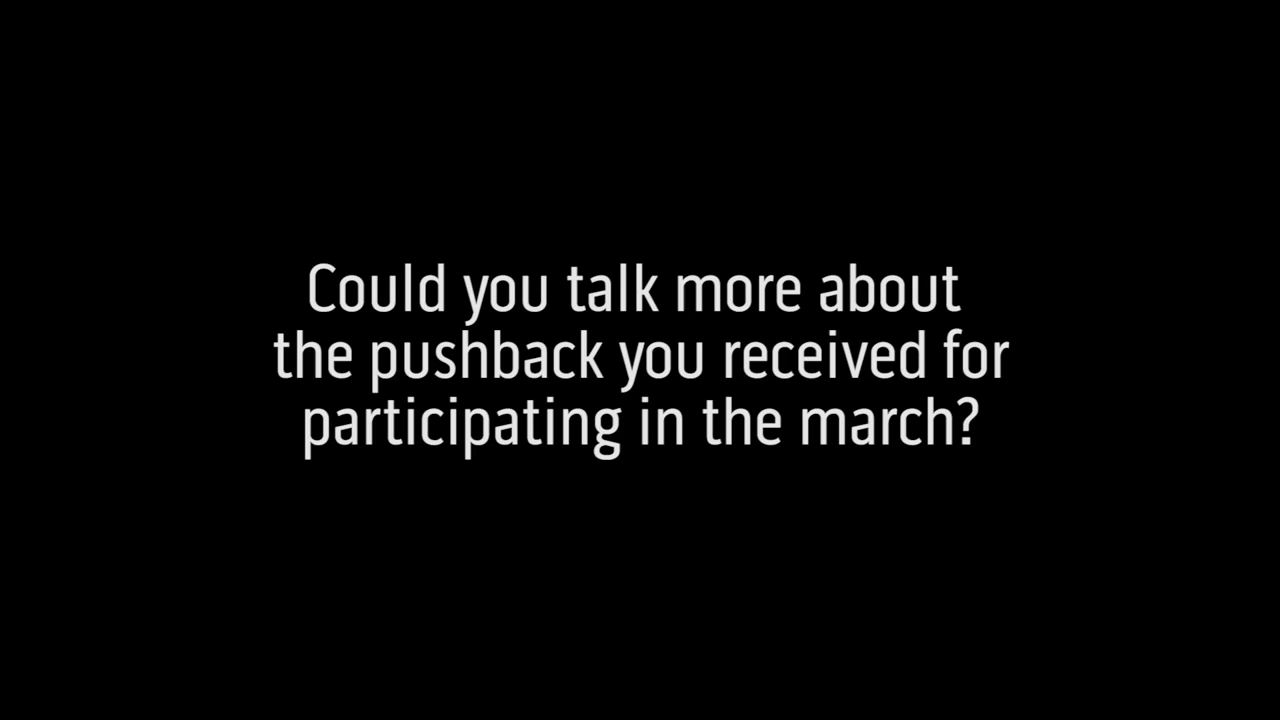 Could you talk more about
the pushback you received for
participating in the march?